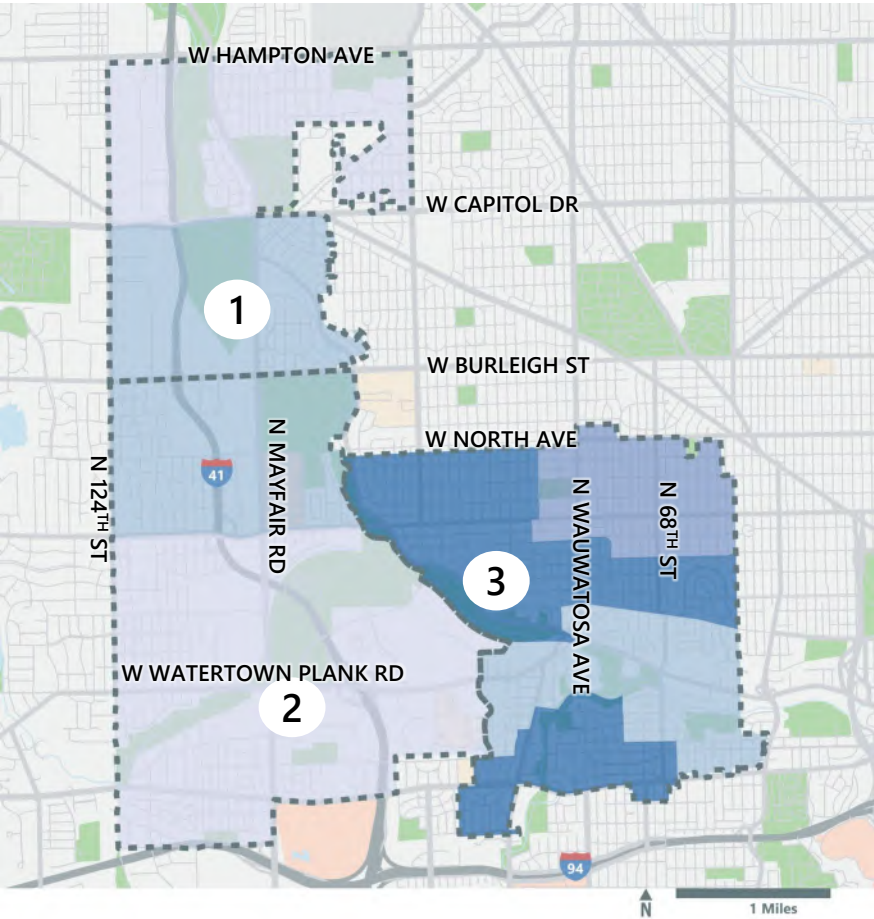 W HAMPTON AVE
W CAPITOL DR
1
W BURLEIGH ST
W NORTH AVE
N MAYFAIR RD
N 124TH ST
41
N WAUWATOSA AVE
N 68TH ST
3
W WATERTOWN PLANK RD
2
94
N
1 Miles